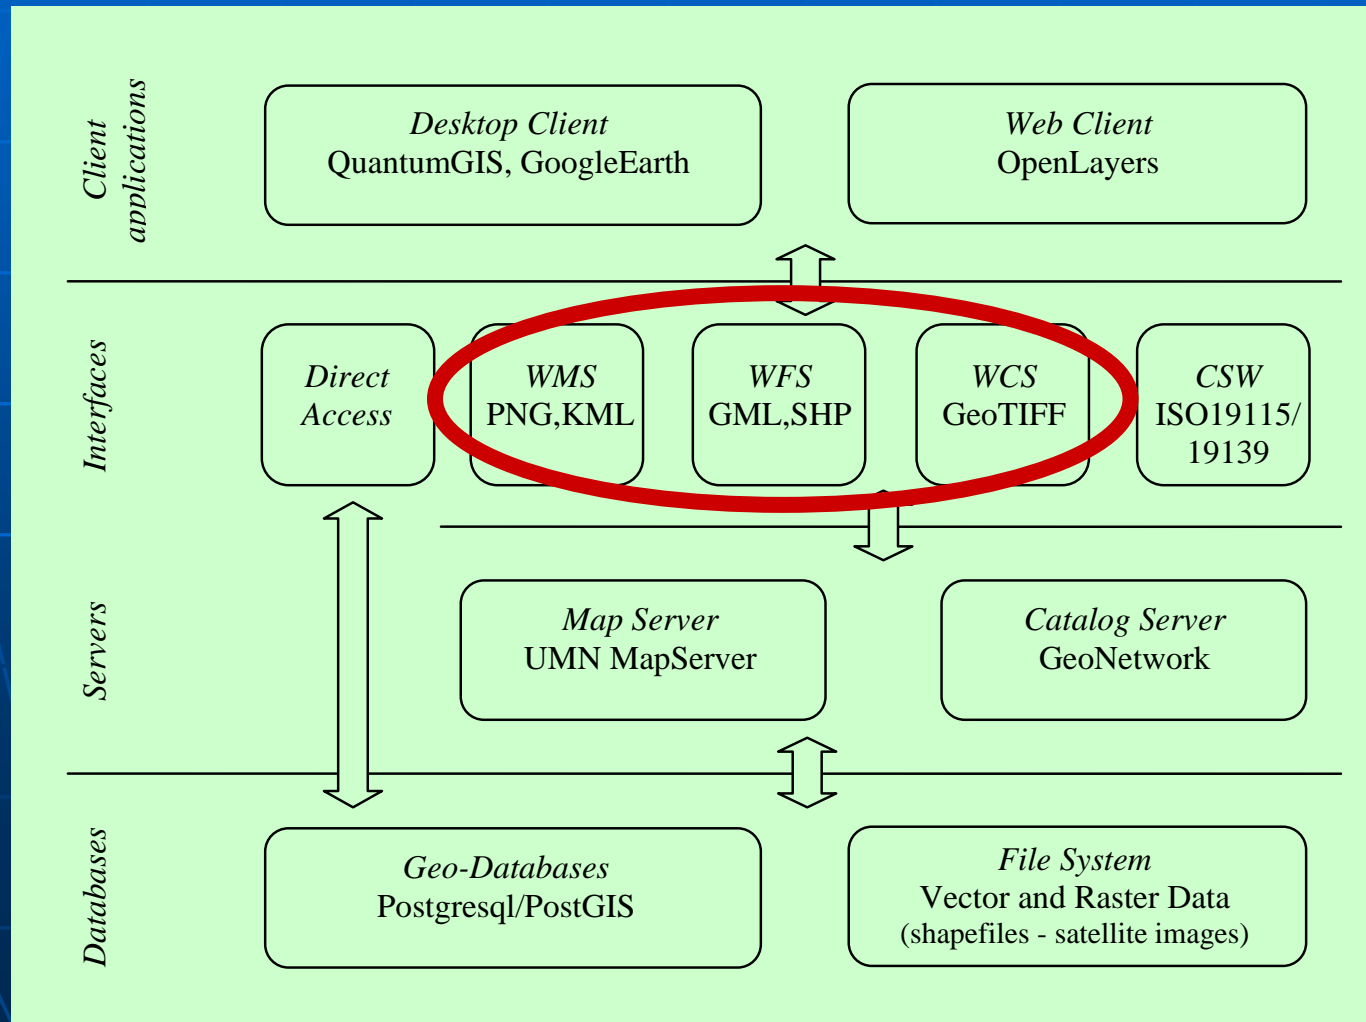 Client
applications
Desktop Client
QuantumGIS, GoogleEarth
Web Client
OpenLayers
Interfaces
Direct
Access
WMS
PNG,KML
WFS
GML,SHP
WCS
GeoTIFF
CSW
ISO19115/
19139
Servers
Map Server
UMN MapServer
Catalog Server
GeoNetwork
Databases
Geo-Databases
Postgresql/PostGIS
File System
Vector and Raster Data
(shapefiles - satellite images)